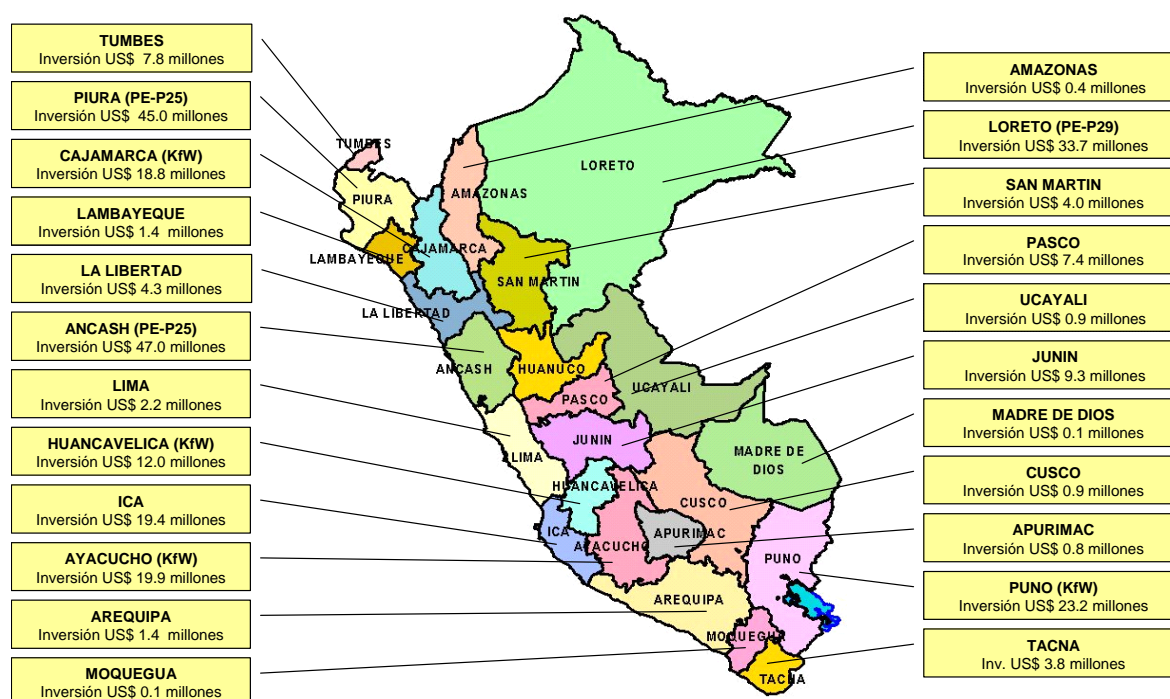 TUMBES
Inversión US$ 7.8 millones
PIURA (PE-P25)
Inversión US$ 45.0 millones
CAJAMARCA (KfW)
Inversión US$ 18.8 millones
LAMBAYEQUE
Inversión US$ 1.4 millones
LA LIBERTAD
Inversión US$ 4.3 millones
ANCASH (PE-P25)
Inversión US$ 47.0 millones
LIMA
Inversión US$ 2.2 millones
HUANCAVELICA (KfW)
Inversión US$ 12.0 millones
ICA
Inversión US$ 19.4 millones
AYACUCHO (KfW)
Inversión US$ 19.9 millones
AREQUIPA
Inversión US$ 1.4 millones
MOQUEGUA
Inversión US$ 0.1 millones
TUMBES
PIURA
LORETO
AMAZONAS
CAJAMARCA
LAMBAYEQUE
SAN MARTIN
LA LIBERTAD
ANCASH
HUANUCO
UCAYALI
PASCO
JUNIN
LIMA
MADRE DE
DIOS
HUANCAVELICA
CUSCO
ICA
AYACUCHO
APURIMAC
PUNO
AREQUIPA
MOQUEGUA
TACNA
AMAZONAS
Inversión US$ 0.4 millones
LORETO (PE-P29)
Inversión US$ 33.7 millones
SAN MARTIN
Inversión US$ 4.0 millones
PASCO
Inversión US$ 7.4 millones
UCAYALI
Inversión US$ 0.9 millones
JUNIN
Inversión US$ 9.3 millones
MADRE DE DIOS
Inversión US$ 0.1 millones
CUSCO
Inversión US$ 0.9 millones
APURIMAC
Inversión US$ 0.8 millones
PUNO (KfW)
Inversión US$ 23.2 millones
TACNA
Inv. US$ 3.8 millones